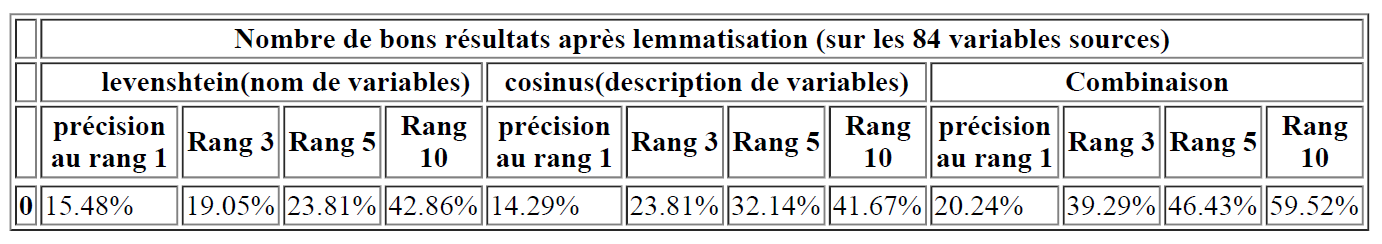 Nombre de bons résultats après lemmatisation (sur les 84 variables sources)
levenshtein(nom de variables) cosinus(description de variables) Combinaison
précision au rang 1 Rang 3 Rang 5 Rang 10 précision au rang 1 Rang 3 Rang 5 Rang 10 précision au rang 1 Rang 3 Rang 5 Rang 10
0 15.48% 19.05% 23.81% 42.86% 14.29% 23.81% 32.14% 41.67% 20.24% 39.29% 46.43% 59.52%